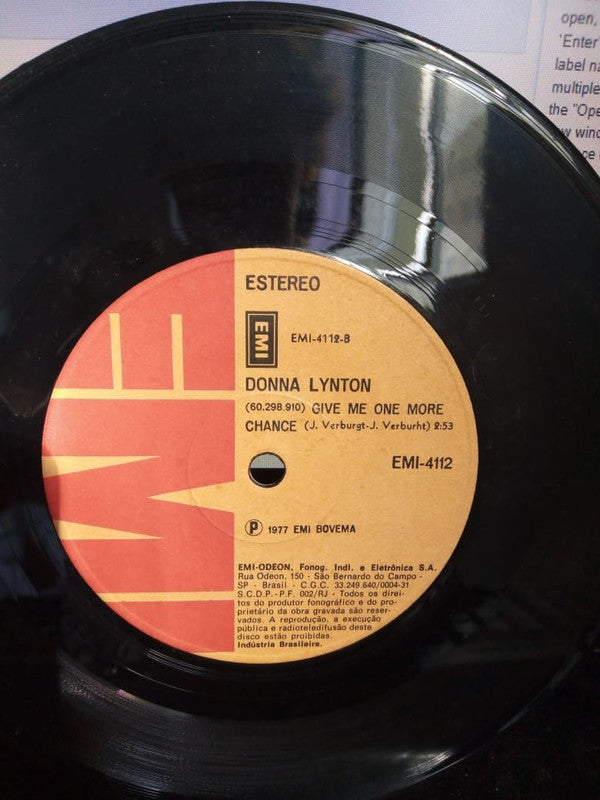 open,
'Enter'
label na
multiple
the "Ope
w wind
ce
ESTEREO
EMI
EMI-4112-B
DONNA LYNTON
(60.298.910) GIVE ME ONE MORE
CHANCE (J. Verburgt-J. Verburht) 2:53
EMI-4112
Ⓟ 1977 EMI BOVEMA
EMI-ODEON, Fonog. Indl. e Eletrônica S.A.
Rua Odeon, 150 - São Bernardo do Campo -
SP - Brasil - C.G.C. 33.249.640/0004-31
S.C.D.P.-P.F. 002/RJ - Todos os direi-
tos do produtor fonográfico e do pro-
prietário da obra gravada são reser-
vados. A reprodução, a execução
pública e radioteledifusão deste
disco estão proibidas.
Indústria Brasileira.
EMI